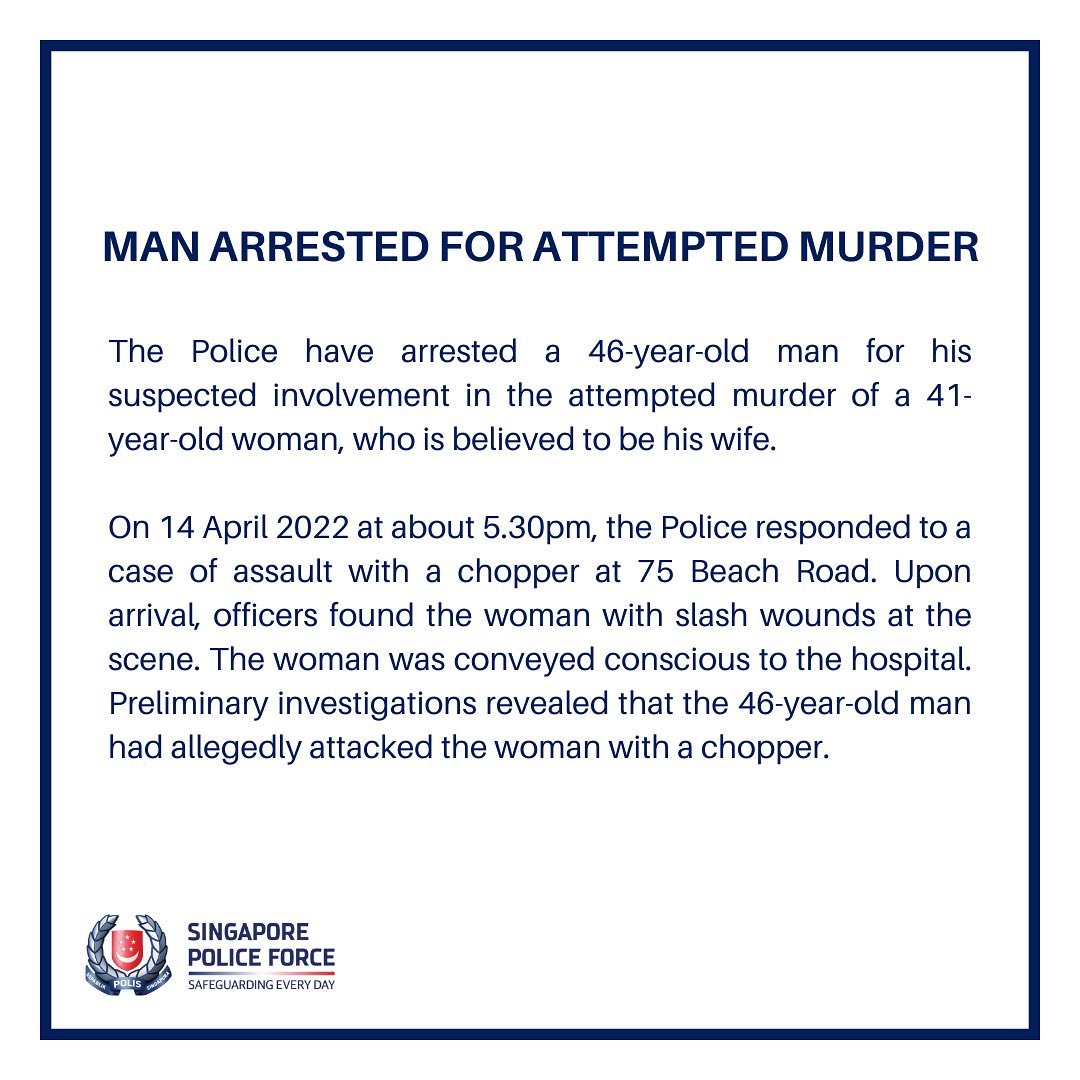 MAN ARRESTED FOR ATTEMPTED MURDER
The Police have arrested a 46-year-old man for his
suspected involvement in the attempted murder of a 41-
year-old woman, who is believed to be his wife.
On 14 April 2022 at about 5.30pm, the Police responded to a
case of assault with a chopper at 75 Beach Road. Upon
arrival, officers found the woman with slash wounds at the
scene. The woman was conveyed conscious to the hospital.
Preliminary investigations revealed that the 46-year-old man
had allegedly attacked the woman with a chopper.
SINGAPORE
POLICE FORCE
SAFEGUARDING EVERY DAY
REPUBLIK POLIS SINGAPURA